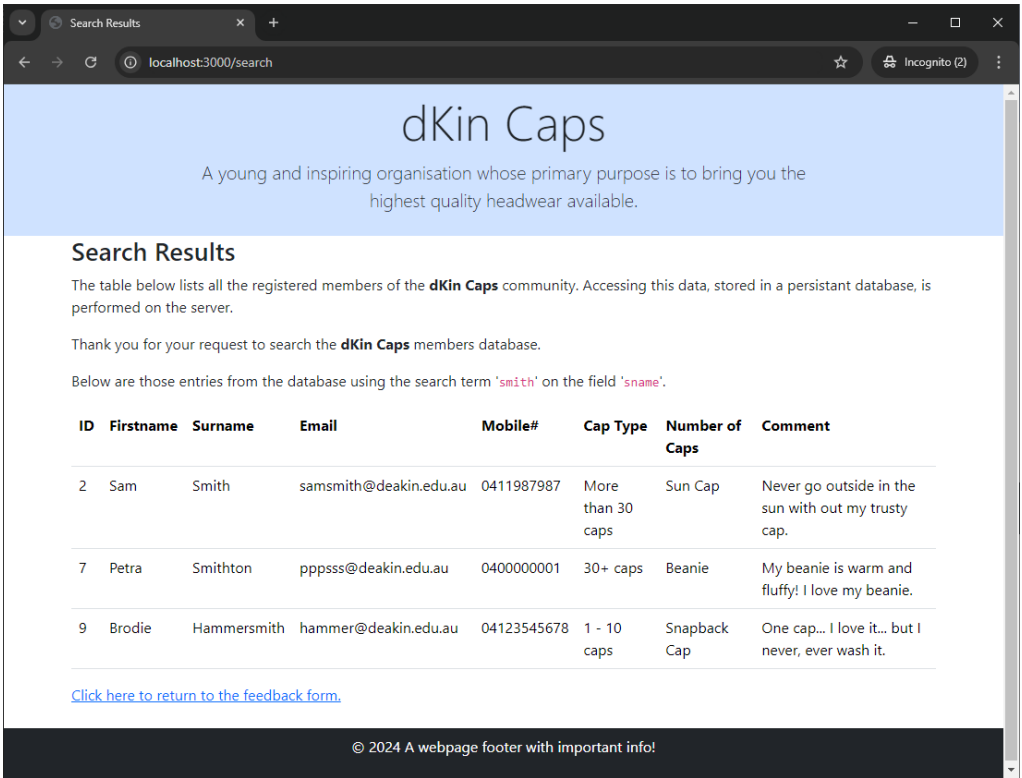 Search Results
localhost:3000/search
Incognito (2)
dKin Caps
A young and inspiring organisation whose primary purpose is to bring you the
highest quality headwear available.
Search Results
The table below lists all the registered members of the dKin Caps community. Accessing this data, stored in a persistant database, is
performed on the server.
Thank you for your request to search the dKin Caps members database.
Below are those entries from the database using the search term 'smith' on the field 'sname'.
ID Firstname Surname Email Mobile# Cap Type Number of Caps Comment
2 Sam Smith samsmith@deakin.edu.au 0411987987 More than 30 caps Sun Cap Never go outside in the sun with out my trusty cap.
7 Petra Smithton pppsss@deakin.edu.au 0400000001 30+ caps Beanie My beanie is warm and fluffy! I love my beanie.
9 Brodie Hammersmith hammer@deakin.edu.au 04123545678 1 - 10 caps Snapback Cap One cap... I love it... but I never, ever wash it.
Click here to return to the feedback form.
© 2024 A webpage footer with important info!